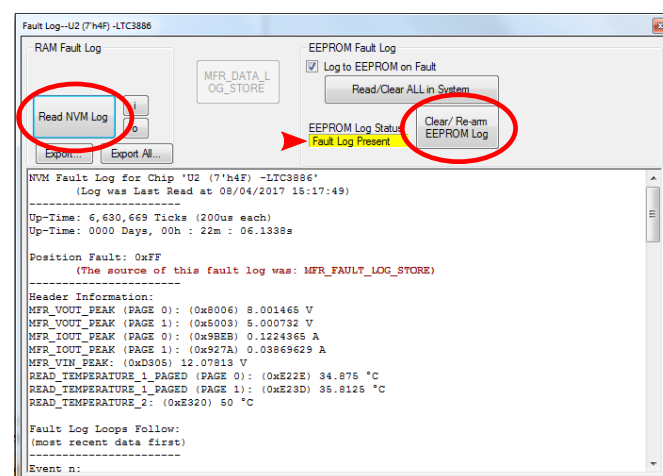 Fault Log--U2 (7'h4F) -LTC3886
RAM Fault Log
EEPROM Fault Log
MFR_DATA_L
OG_STORE
Log to EEPROM on Fault
Read/Clear ALL in System
Read NVM Log
i
Clear/ Re-arm
EEPROM Log
EEPROM Log Status
Fault Log Present
Export...
Export All...
NVM Fault Log for Chip 'U2 (7'h4F) -LTC3886'
(Log was Last Read at 08/04/2017 15:17:49)
-----------------------
Up-Time: 6,630,669 Ticks (200us each)
Up-Time: 0000 Days, 00h : 22m : 06.1338s
Position Fault: 0xFF
(The source of this fault log was: MFR_FAULT_LOG_STORE)
-----------------------
Header Information:
MFR_VOUT_PEAK (PAGE 0): (0x8006) 8.001465 V
MFR_VOUT_PEAK (PAGE 1): (0x5003) 5.000732 V
MFR_IOUT_PEAK (PAGE 0): (0x9BEB) 0.1224365 A
MFR_IOUT_PEAK (PAGE 1): (0x927A) 0.03869629 A
MFR_VIN_PEAK: (0xD305) 12.07813 V
READ_TEMPERATURE_1_PAGED (PAGE 0): (0xE22E) 34.875 °C
READ_TEMPERATURE_1_PAGED (PAGE 1): (0xE23D) 35.8125 °C
READ_TEMPERATURE_2: (0xE320) 50 °C
Fault Log Loops Follow:
(most recent data first)
-----------------------
Event n: